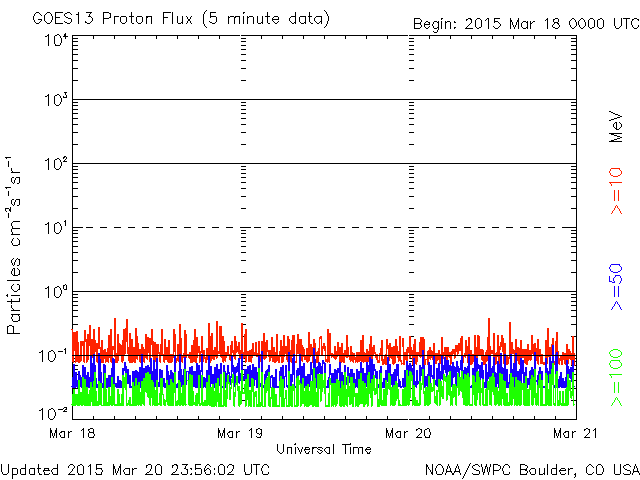 GOES13 Proton Flux (5 minute data)
Begin: 2015 Mar 18 0000 UTC
Particles cm⁻²s⁻¹sr⁻¹
10⁴
10³
10²
10¹
10⁰
10⁻¹
10⁻²
Mar 18 Mar 19 Mar 20 Mar 21
Universal Time
>=100 >=50 >=10 MeV
Updated 2015 Mar 20 23:56:02 UTC
NOAA/SWPC Boulder, CO USA